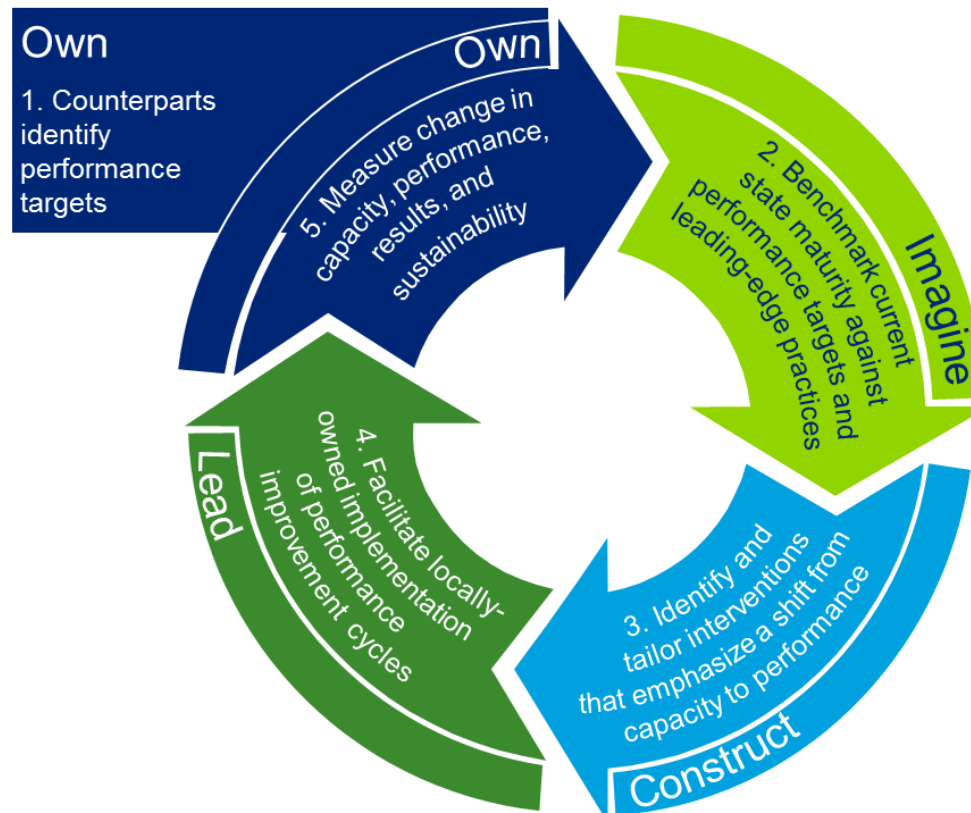 Own
1. Counterparts
identify
performance
targets
Own
5. Measure change in
capacity, performance,
results, and
sustainability
Imagine
2. Benchmark current
state maturity against
performance targets and
leading-edge practices
3. Identify and
tailor interventions
that emphasize a shift from
capacity to performance
Construct
4. Facilitate locally-
owned implementation
of performance
improvement cycles
Lead